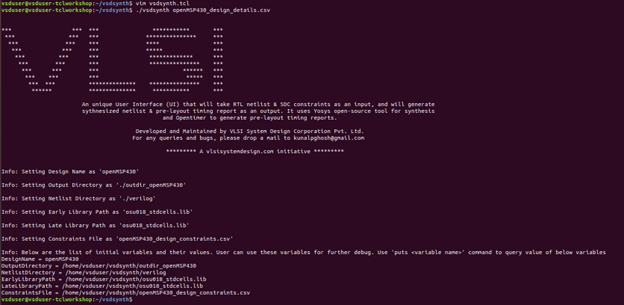 vsduser@vsduser-tclworkshop:~/vsdsynth$ vim vsdsynth.tcl
vsduser@vsduser-tclworkshop:~/vsdsynth$ ./vsdsynth openMSP430_design_details.csv
An unique User Interface (UI) that will take RTL netlist & SDC constraints as an input, and will generate
sythnesized netlist & pre-layout timing report as an output. It uses Yosys open-source tool for synthesis
and Opentimer to generate pre-layout timing reports.
Developed and Maintained by VLSI System Design Corporation Pvt. Ltd.
For any queries and bugs, please drop a mail to kunalpghosh@gmail.com
********* A vlsisystemdesign.com initiative *********
Info: Setting Design Name as 'openMSP430'
Info: Setting Output Directory as './outdir_openMSP430'
Info: Setting Netlist Directory as './verilog'
Info: Setting Early Library Path as 'osu018_stdcells.lib'
Info: Setting Late Library Path as 'osu018_stdcells.lib'
Info: Setting Constraints File as 'openMSP430_design_constraints.csv'
Info: Below are the list of initial variables and their values. User can use these variables for further debug. Use 'puts <variable name>' command to query value of below variables
DesignName = openMSP430
OutputDirectory = /home/vsduser/vsdsynth/outdir_openMSP430
NetlistDirectory = /home/vsduser/vsdsynth/verilog
EarlyLibraryPath = /home/vsduser/vsdsynth/osu018_stdcells.lib
LateLibraryPath = /home/vsduser/vsdsynth/osu018_stdcells.lib
ConstraintsFile = /home/vsduser/vsdsynth/openMSP430_design_constraints.csv
vsduser@vsduser-tclworkshop:~/vsdsynth$